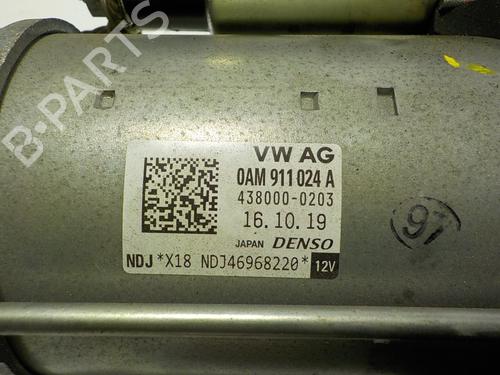 B-PARTS
VW AG
0AM 911 024 A
438000-0203
16.10.19
JAPAN DENSO
NDJ *X18 NDJ46968220* 12V
97